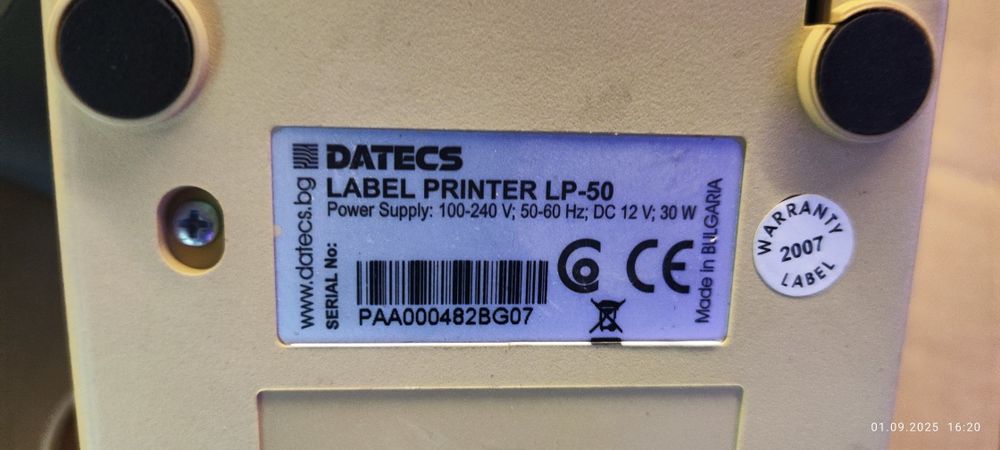 DATECS
LABEL PRINTER LP-50
Power Supply: 100-240 V; 50-60 Hz; DC 12 V; 30 W
www.datecs.bg
SERIAL No:
PAA000482BG07
CE
Made in BULGARIA
WARRANTY
2007
LABEL
01.09.2025 16:20